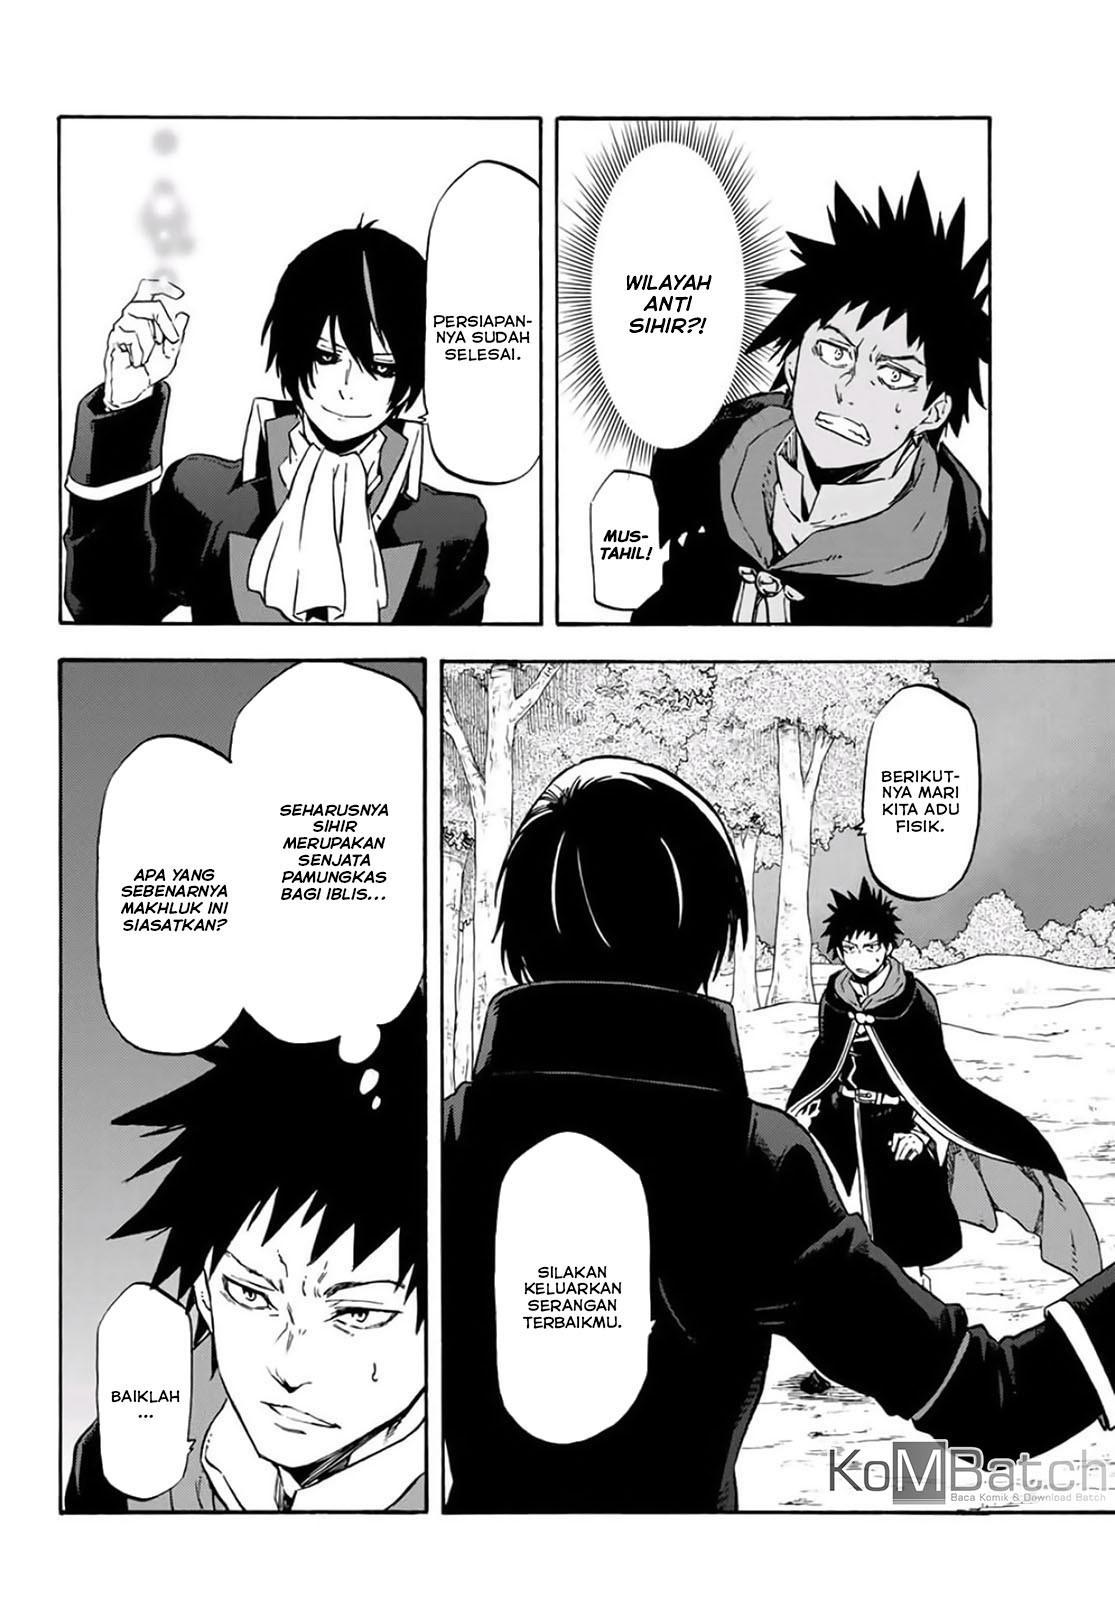 WILAYAH
ANTI
SIHIR?!
MUS-
TAHIL!
PERSIAPAN-
NYA SUDAH
SELESAI.
BERIKUT-
NYA MARI
KITA ADU
FISIK.
SILAKAN
KELUARKAN
SERANGAN
TERBAIKMU.
SEHARUSNYA
SIHIR
MERUPAKAN
SENJATA
PAMUNGKAS
BAGI IBLIS...
APA YANG
SEBENARNYA
MAKHLUK INI
SIASATKAN?
BAIKLAH
...
KoMBatch
Baca Komik & Download Batch